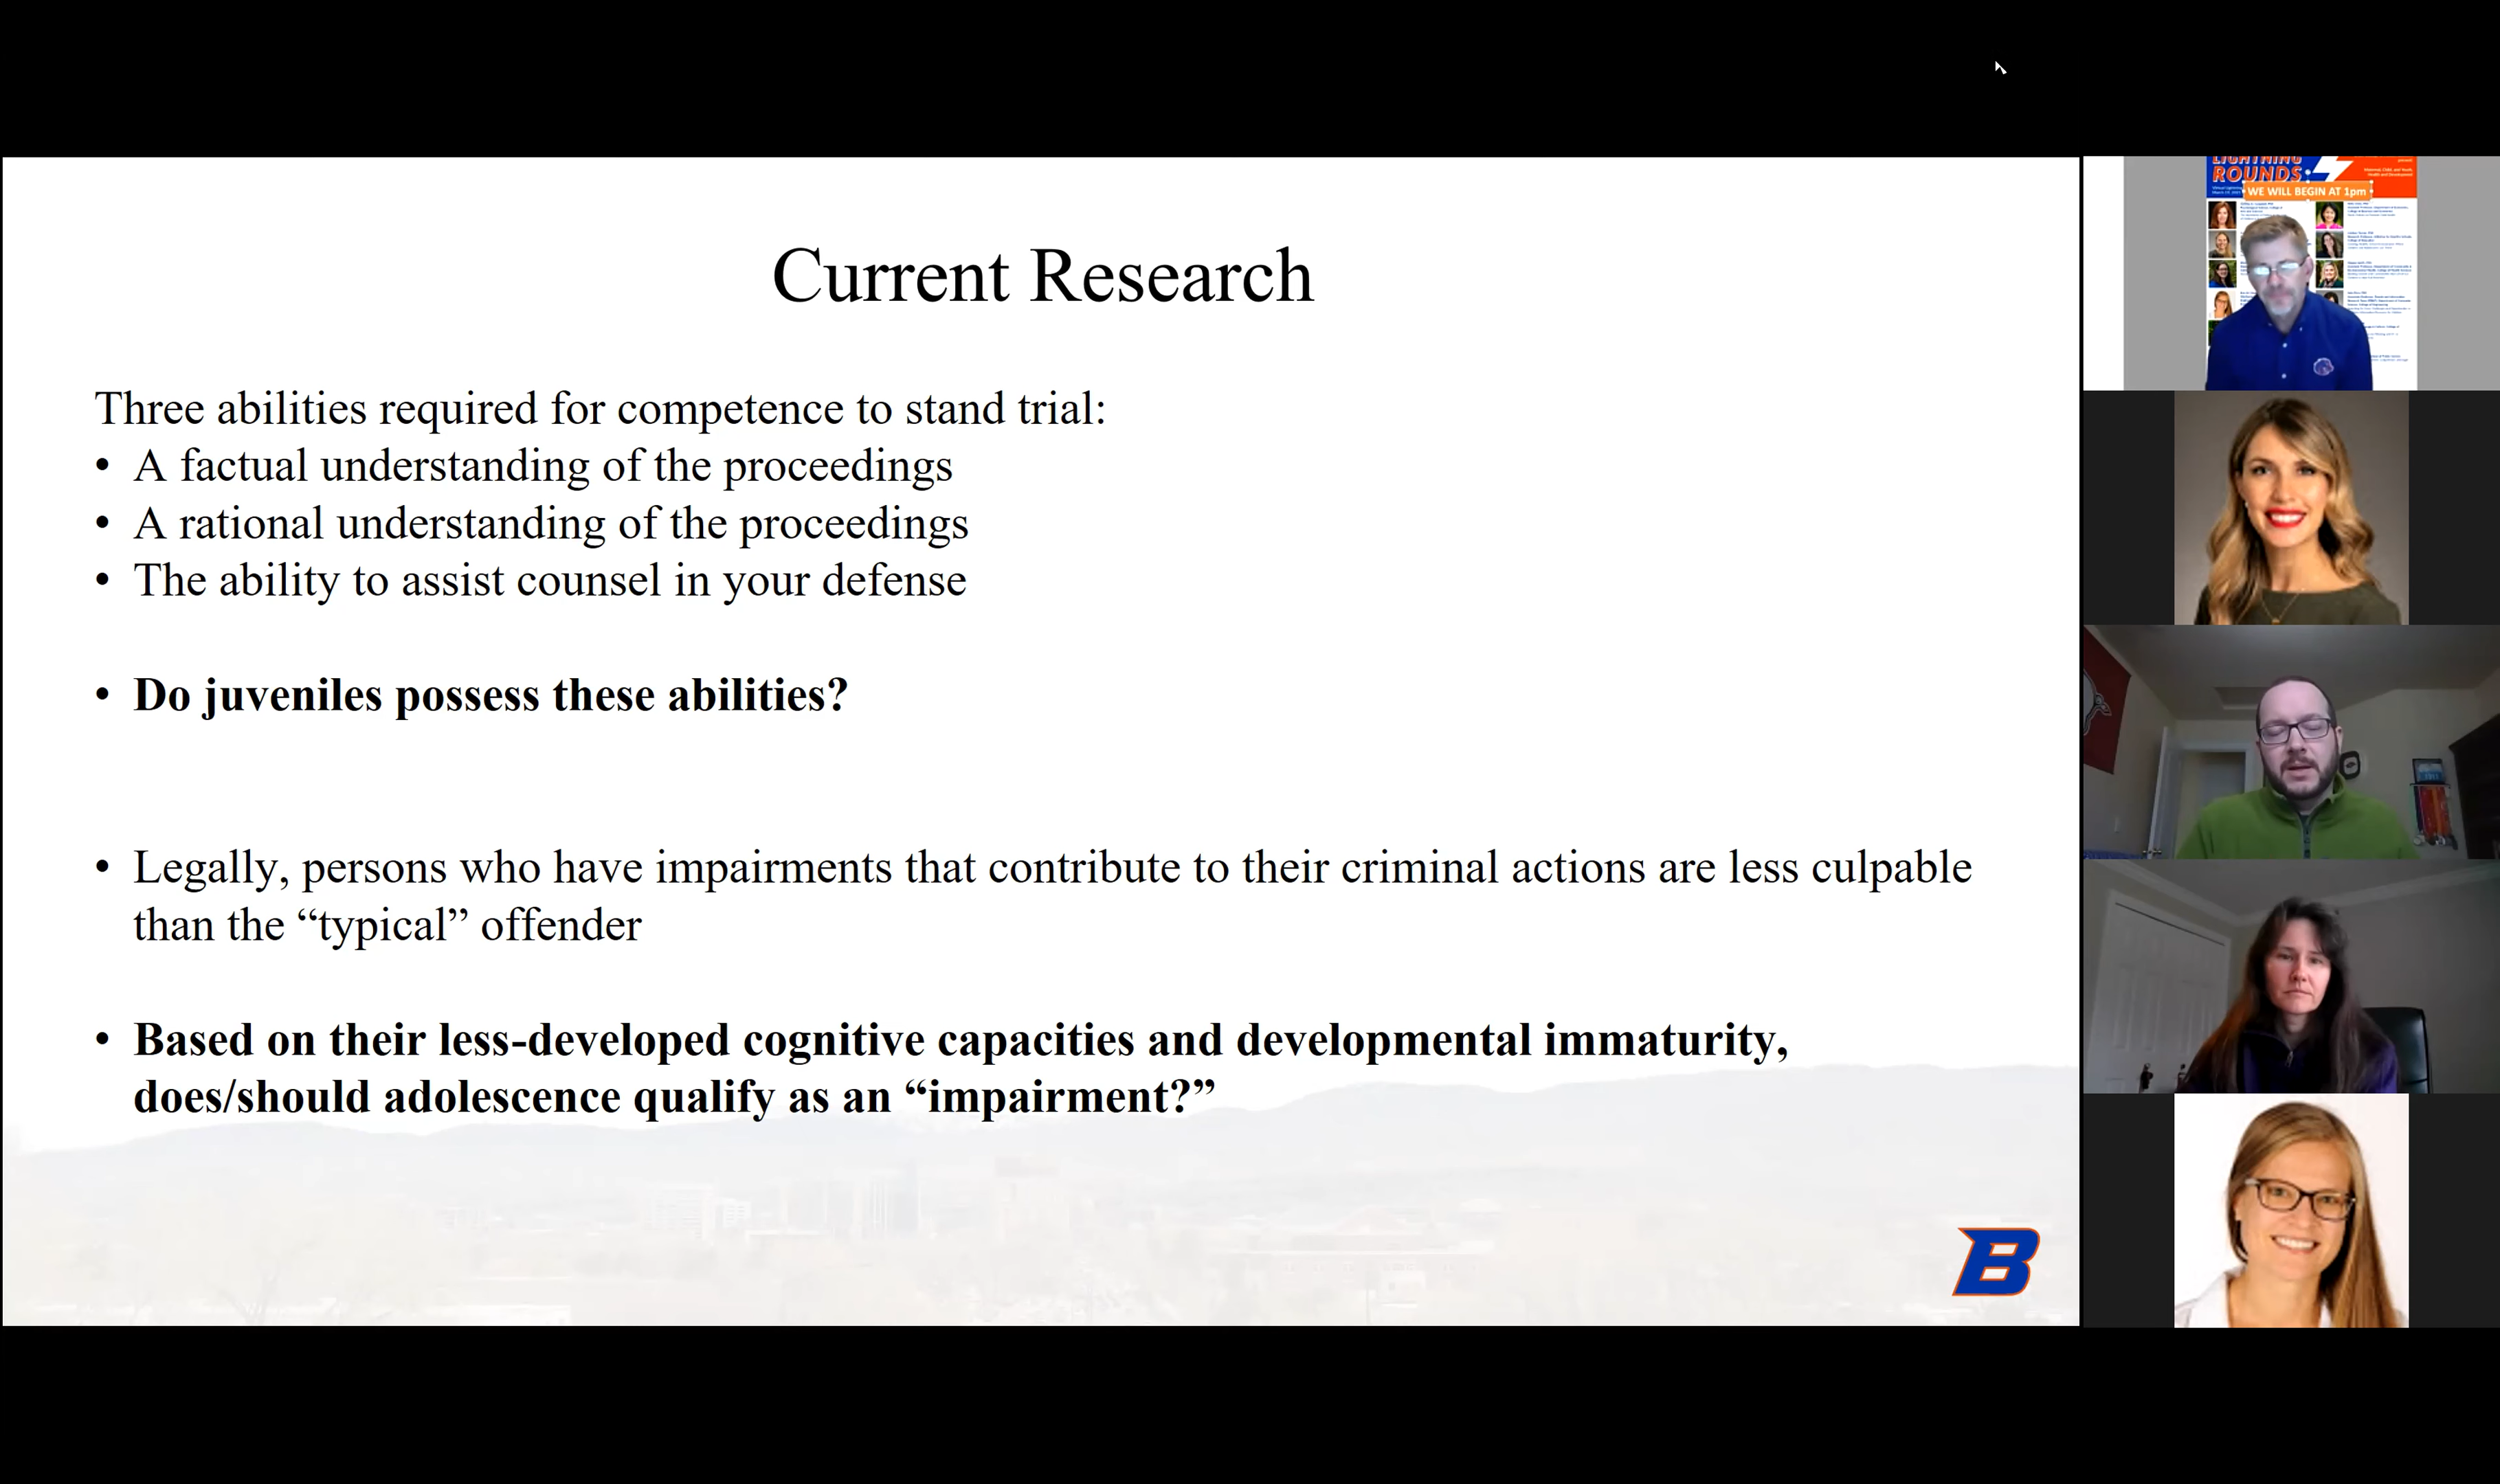 Current Research
Three abilities required for competence to stand trial:
• A factual understanding of the proceedings
• A rational understanding of the proceedings
• The ability to assist counsel in your defense
• Do juveniles possess these abilities?
• Legally, persons who have impairments that contribute to their criminal actions are less culpable
than the “typical” offender
• Based on their less-developed cognitive capacities and developmental immaturity,
does/should adolescence qualify as an “impairment?”
B
LIGHTNING
ROUNDS:
WE WILL BEGIN AT 1pm